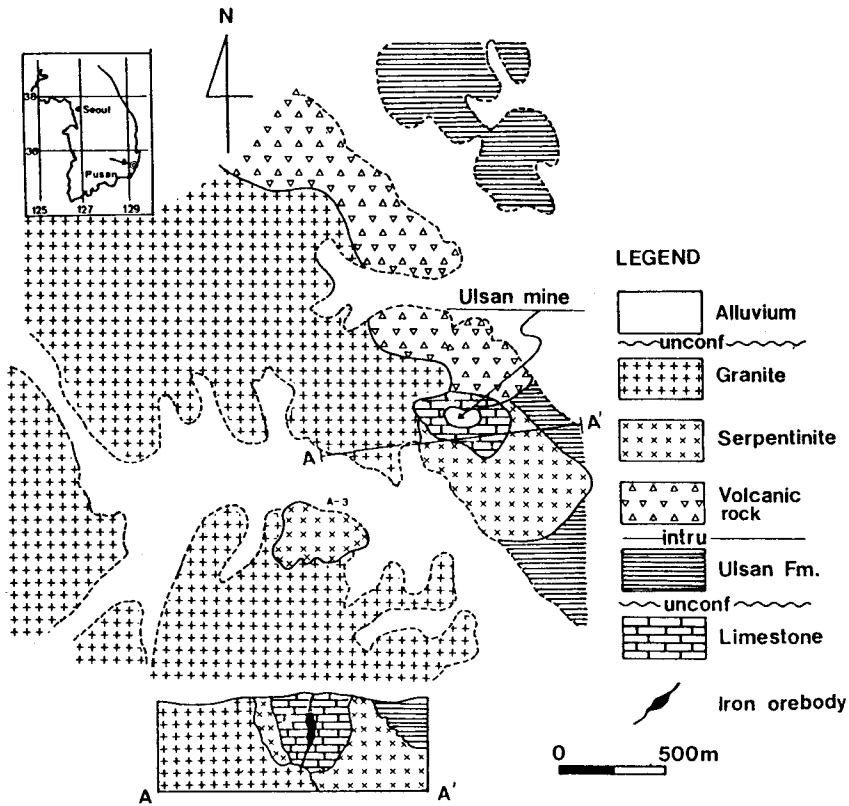 N
38
Seoul
36
Pusan
125 127 129
Ulsan mine
A
A'
A-3
LEGEND
Alluvium
unconf
Granite
Serpentinite
Volcanic
rock
intru
Ulsan Fm.
unconf
Limestone
Iron orebody
0 500m
A A'